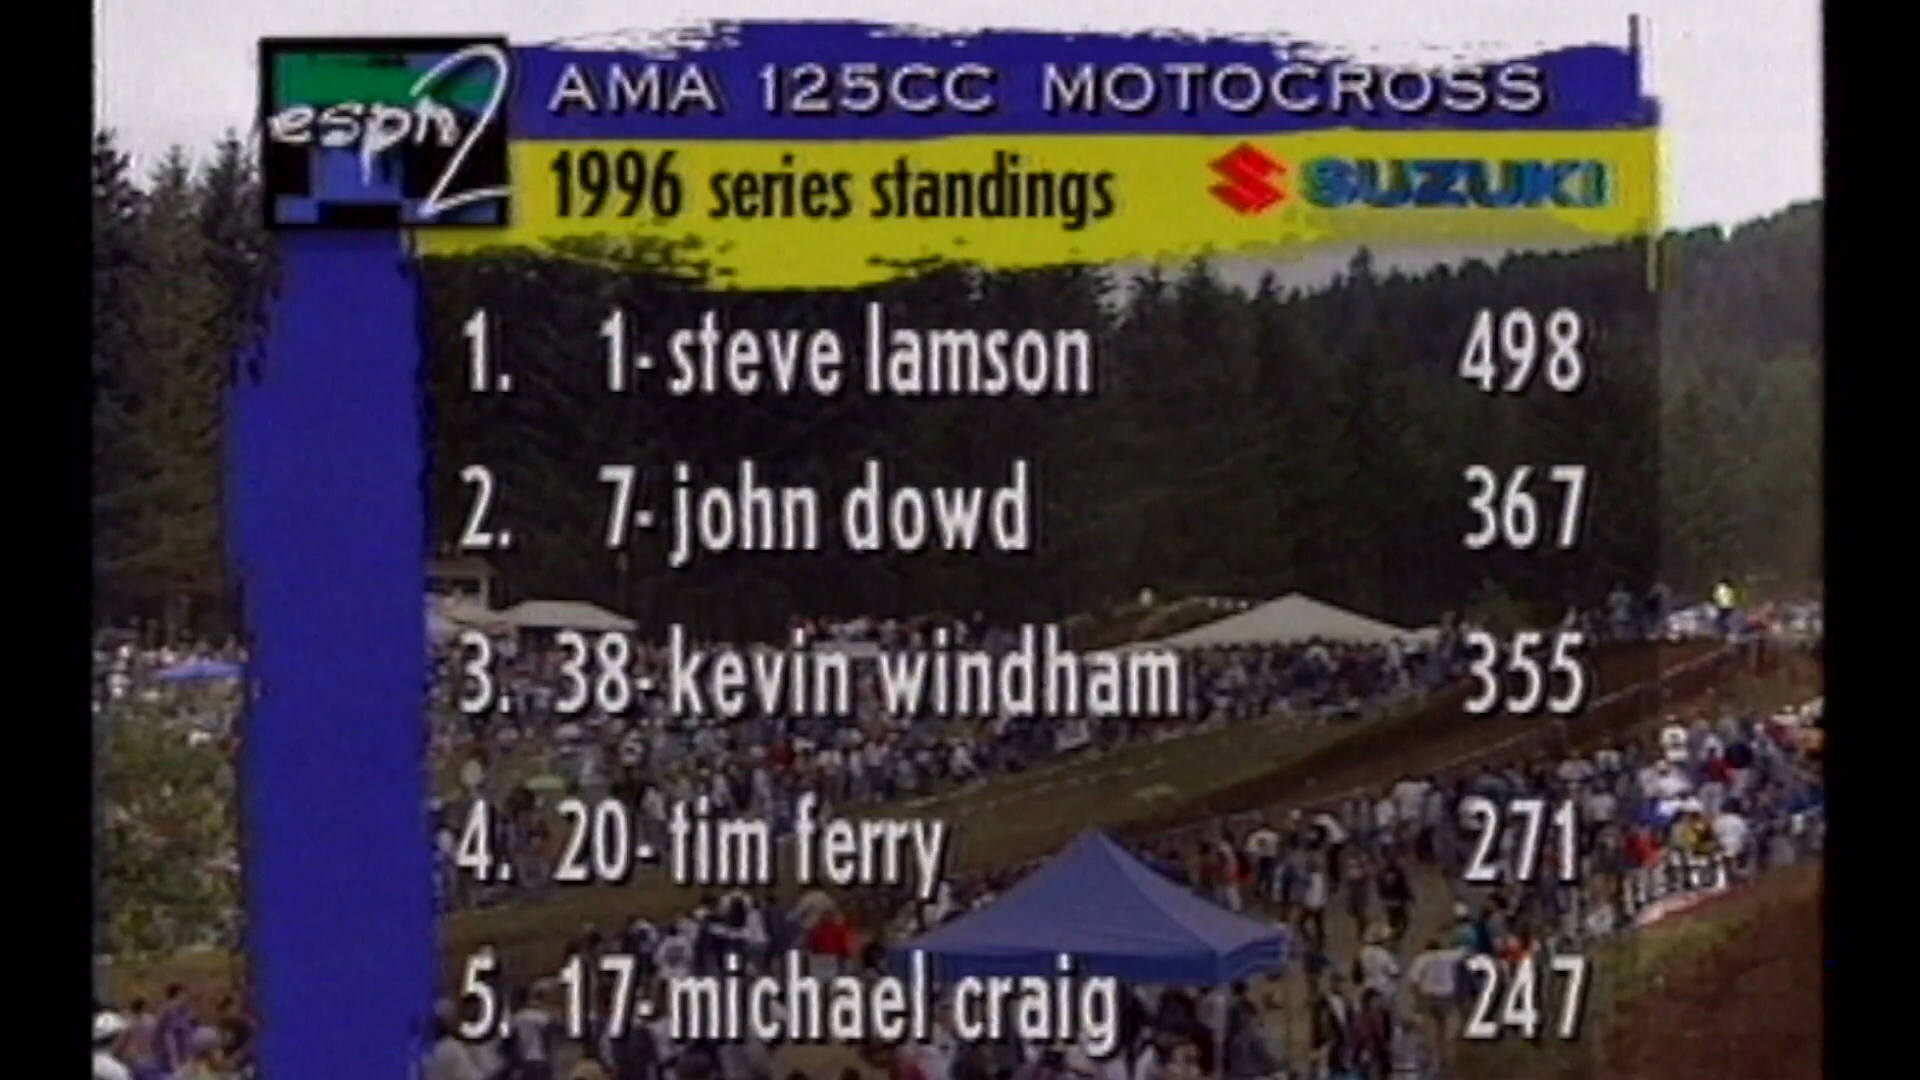 espn2
AMA 125CC MOTOCROSS
1996 series standings SUZUKI
1. 1- steve lamson 498
2. 7- john dowd 367
3. 38- kevin windham 355
4. 20- tim ferry 271
5. 17- michael craig 247